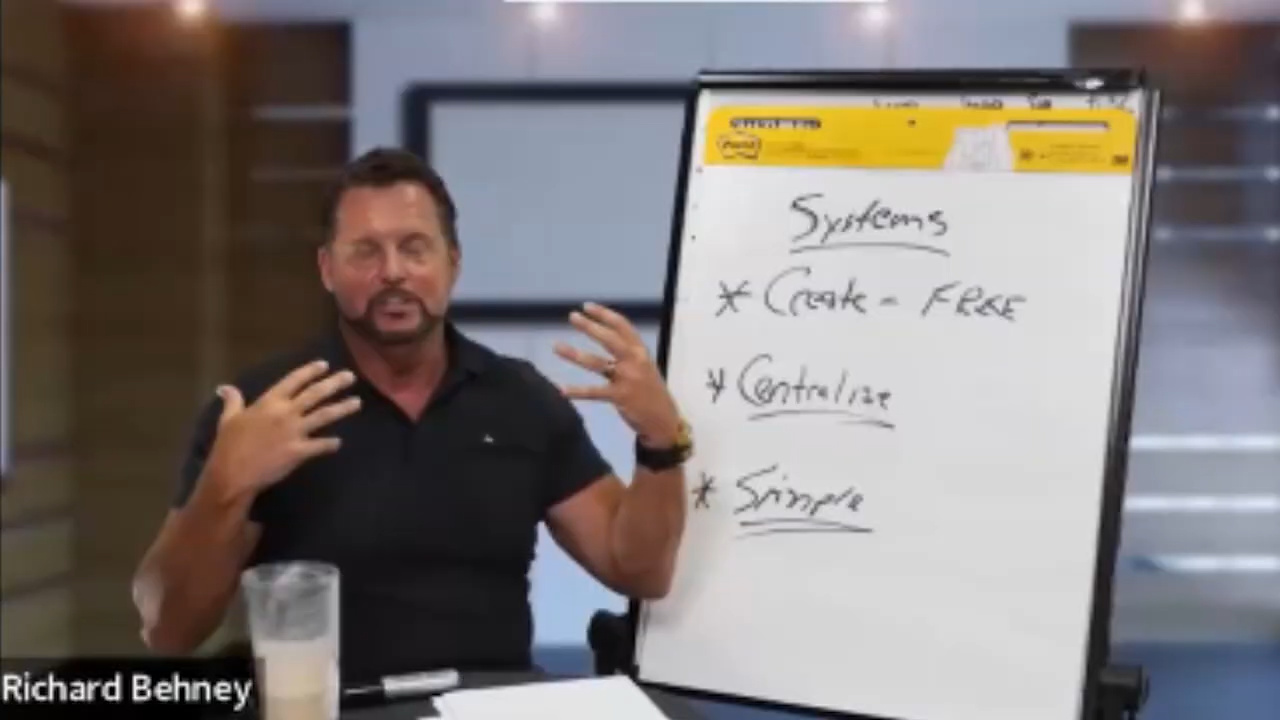 Systems
* Create - FREE
* Centralize
* Simple
Richard Behney